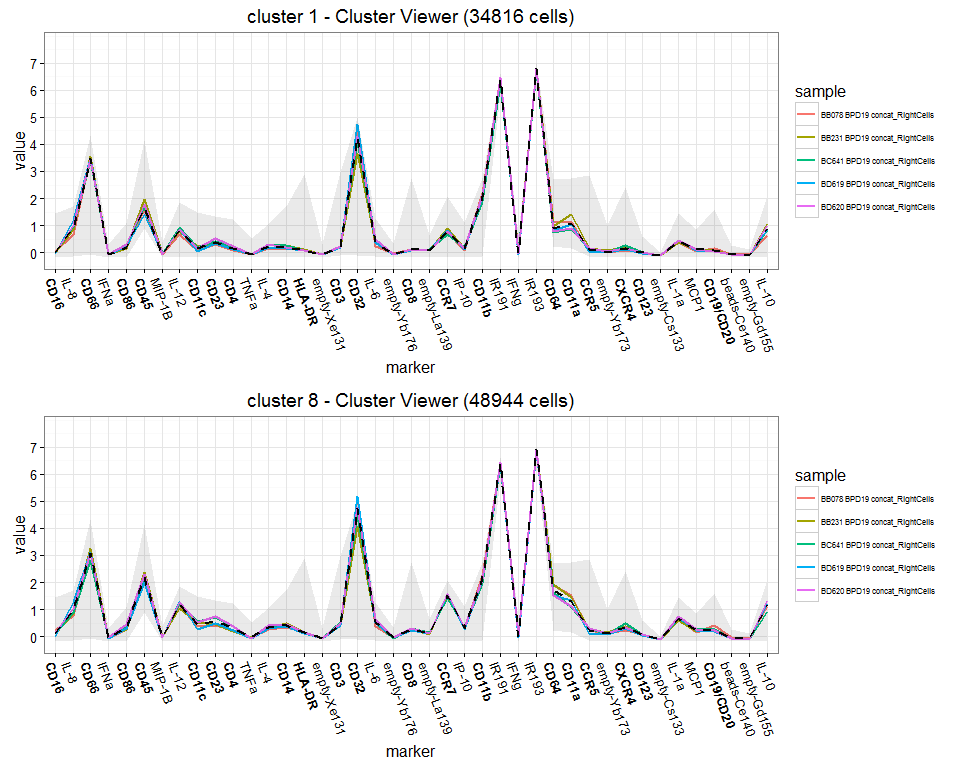 cluster 1 - Cluster Viewer (34816 cells)
value
7
6
5
4
3
2
1
0
CD16
IL-8
CD66
IFNa
CD86
CD45
MIP-1B
IL-12
CD11c
CD23
CD4
TNFa
IL-4
CD14
HLA-DR
empty-Xe131
CD3
CD32
IL-6
empty-Yb176
CD8
empty-La139
CCR7
IP-10
CD11b
IR191
IFNg
IR193
CD64
CD11a
CCR5
empty-Yb173
CXCR4
CD123
empty-Cs133
IL-1a
MCP1
CD19/CD20
beads-Ce140
empty-Gd155
IL-10
marker
sample
BB078 BPD19 concat_RightCells
BB231 BPD19 concat_RightCells
BC641 BPD19 concat_RightCells
BD619 BPD19 concat_RightCells
BD620 BPD19 concat_RightCells
cluster 8 - Cluster Viewer (48944 cells)
value
7
6
5
4
3
2
1
0
CD16
IL-8
CD66
IFNa
CD86
CD45
MIP-1B
IL-12
CD11c
CD23
CD4
TNFa
IL-4
CD14
HLA-DR
empty-Xe131
CD3
CD32
IL-6
empty-Yb176
CD8
empty-La139
CCR7
IP-10
CD11b
IR191
IFNg
IR193
CD64
CD11a
CCR5
empty-Yb173
CXCR4
CD123
empty-Cs133
IL-1a
MCP1
CD19/CD20
beads-Ce140
empty-Gd155
IL-10
marker
sample
BB078 BPD19 concat_RightCells
BB231 BPD19 concat_RightCells
BC641 BPD19 concat_RightCells
BD619 BPD19 concat_RightCells
BD620 BPD19 concat_RightCells